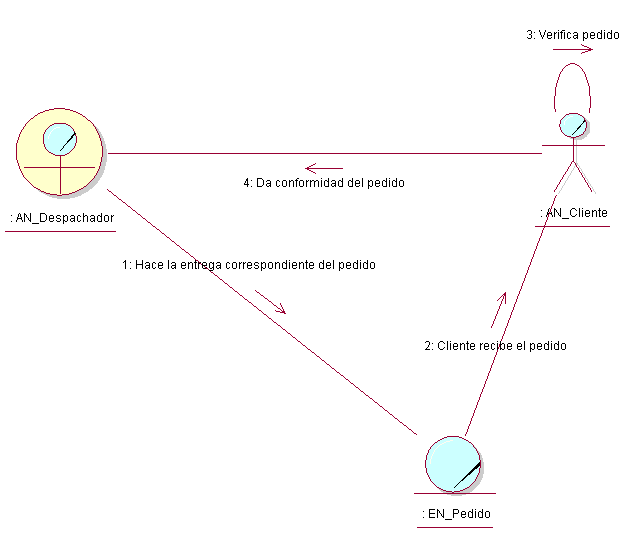 3: Verifica pedido
4: Da conformidad del pedido
: AN_Despachador
: AN_Cliente
1: Hace la entrega correspondiente del pedido
2: Cliente recibe el pedido
: EN_Pedido